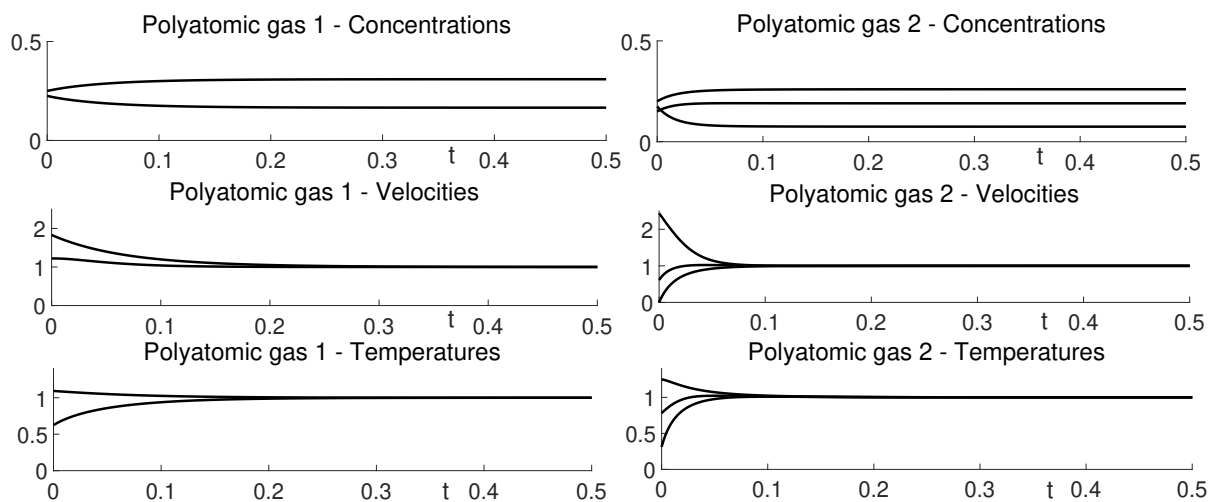 Polyatomic gas 1 - Concentrations
0.5
0
0 0.1 0.2 0.3 t 0.4 0.5
Polyatomic gas 2 - Concentrations
0.5
0
0 0.1 0.2 0.3 t 0.4 0.5
Polyatomic gas 1 - Velocities
2
1
0
0 0.1 0.2 0.3 t 0.4 0.5
Polyatomic gas 2 - Velocities
2
1
0
0 0.1 0.2 0.3 t 0.4 0.5
Polyatomic gas 1 - Temperatures
1
0.5
0
0 0.1 0.2 0.3 t 0.4 0.5
Polyatomic gas 2 - Temperatures
1
0.5
0
0 0.1 0.2 0.3 t 0.4 0.5